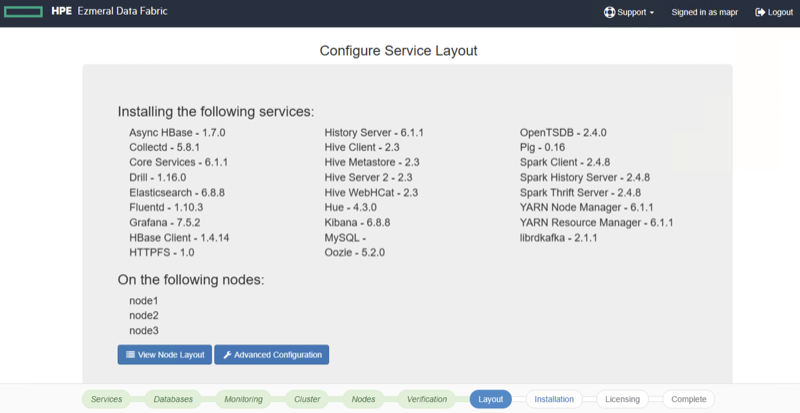 HPE Ezmeral Data Fabric
Support
Signed in as mapr
Logout
Configure Service Layout
Installing the following services:
Async HBase - 1.7.0
Collectd - 5.8.1
Core Services - 6.1.1
Drill - 1.16.0
Elasticsearch - 6.8.8
Fluentd - 1.10.3
Grafana - 7.5.2
HBase Client - 1.4.14
HTTPFS - 1.0
History Server - 6.1.1
Hive Client - 2.3
Hive Metastore - 2.3
Hive Server 2 - 2.3
Hive WebHCat - 2.3
Hue - 4.3.0
Kibana - 6.8.8
MySQL -
Oozie - 5.2.0
OpenTSDB - 2.4.0
Pig - 0.16
Spark Client - 2.4.8
Spark History Server - 2.4.8
Spark Thrift Server - 2.4.8
YARN Node Manager - 6.1.1
YARN Resource Manager - 6.1.1
librdkafka - 2.1.1
On the following nodes:
node1
node2
node3
View Node Layout
Advanced Configuration
Services
Databases
Monitoring
Cluster
Nodes
Verification
Layout
Installation
Licensing
Complete